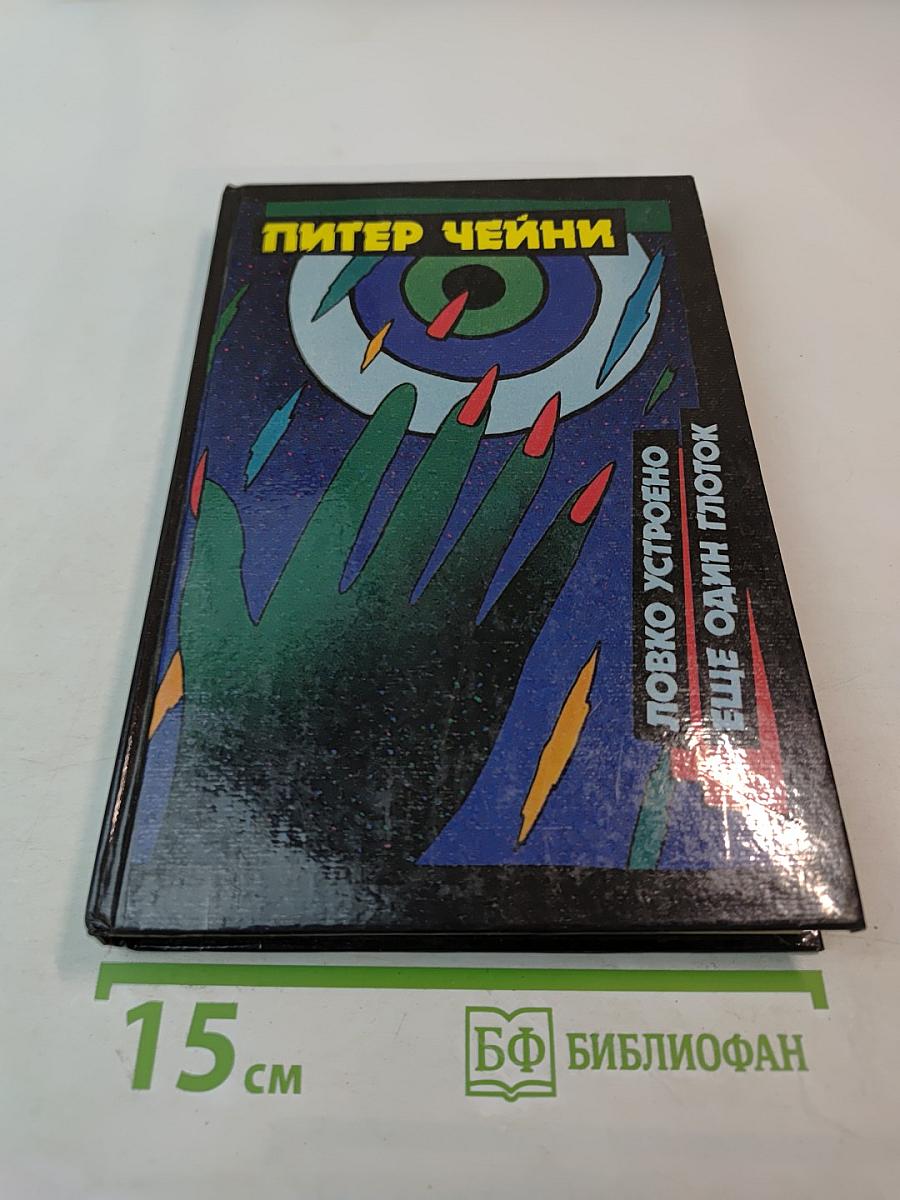 ПИТЕР ЧЕЙНИ
ЛОВКО УСТРОЕНО
ЕЩЕ ОДИН ГЛОТОК
15 см
БФ БИБЛИОФАН